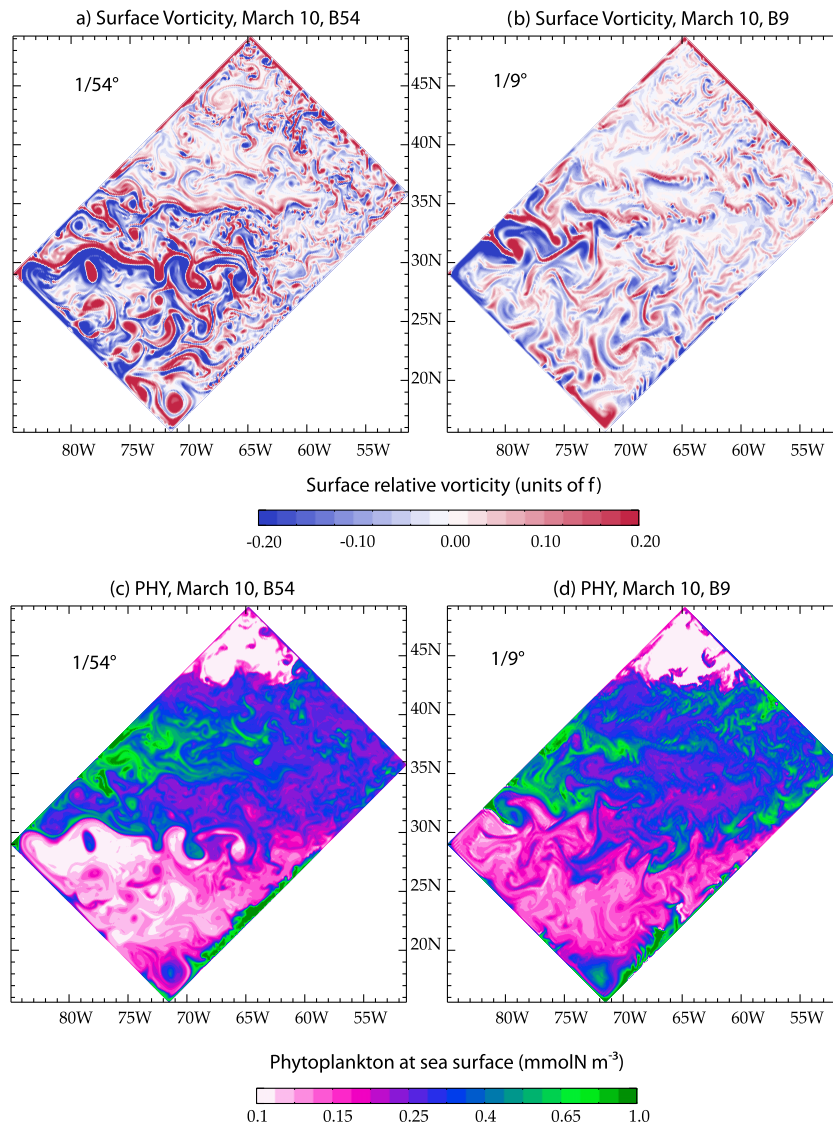 a) Surface Vorticity, March 10, B54
(b) Surface Vorticity, March 10, B9
1/54°
1/9°
45N
40N
35N
30N
25N
20N
80W 75W 70W 65W 60W 55W
80W 75W 70W 65W 60W 55W
Surface relative vorticity (units of f)
-0.20 -0.10 0.00 0.10 0.20
(c) PHY, March 10, B54
(d) PHY, March 10, B9
1/54°
1/9°
45N
40N
35N
30N
25N
20N
80W 75W 70W 65W 60W 55W
80W 75W 70W 65W 60W 55W
Phytoplankton at sea surface (mmolN m⁻³)
0.1 0.15 0.25 0.4 0.65 1.0